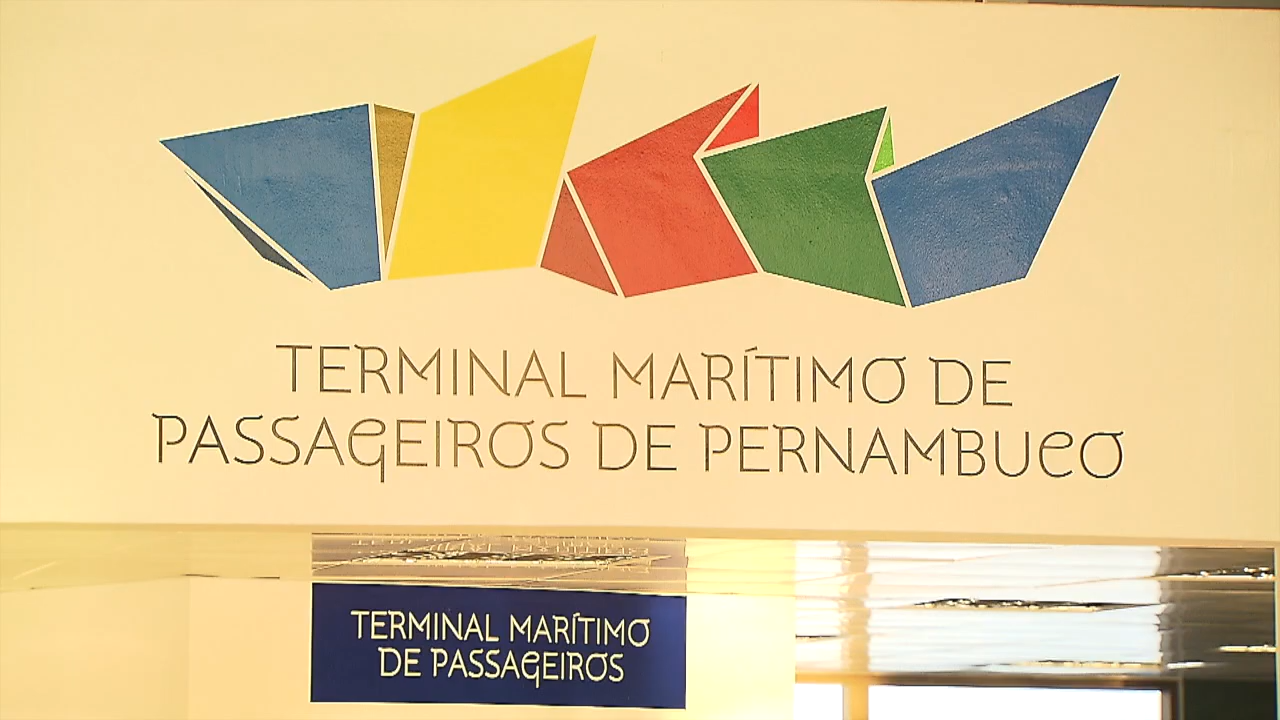 TERMINAL MARÍTIMO DE
PASSAGEIROS DE PERNAMBUCO
TERMINAL MARÍTIMO
DE PASSAGEIROS